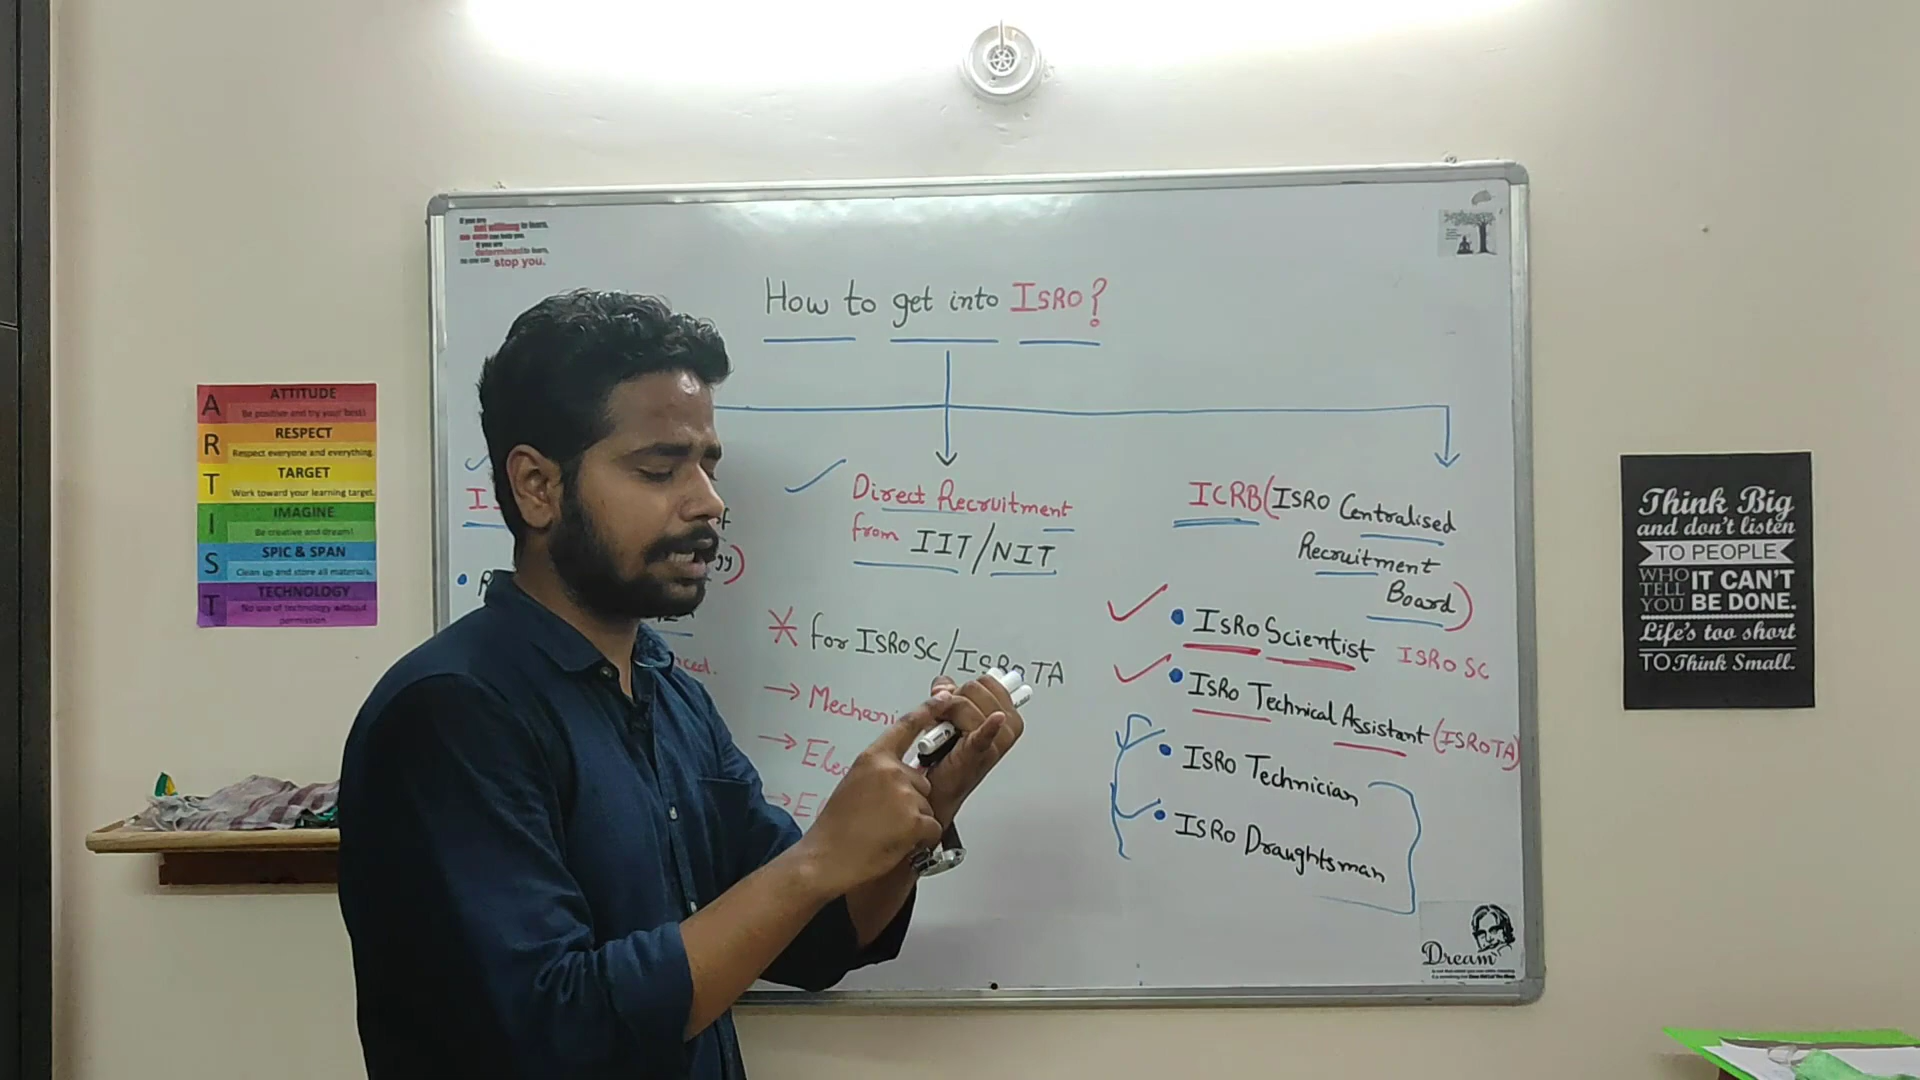 If you are
not willing to learn,
no one can help you.
If you are
determined to learn,
no one can stop you.
How to get into ISRO?
Direct Recruitment
from IIT/NIT
* for ISRO SC/ISRO TA
→ Mechani
→ Elec
→ El
ICRB (ISRO Centralised
Recruitment
Board)
• ISRO Scientist ISRO SC
• ISRO Technical Assistant (ISRO TA)
• ISRO Technician
• ISRO Draughtsman
Dream
A ATTITUDE
Be positive and try your best!
R RESPECT
Respect everyone and everything.
T TARGET
Work toward your learning target.
I IMAGINE
Be creative and dream!
S SPIC & SPAN
Clean up and store all materials.
T TECHNOLOGY
No use of technology without
permission.
Think Big
and don't listen
TO PEOPLE
WHO TELL YOU IT CAN'T
BE DONE.
Life's too short
TO Think Small.